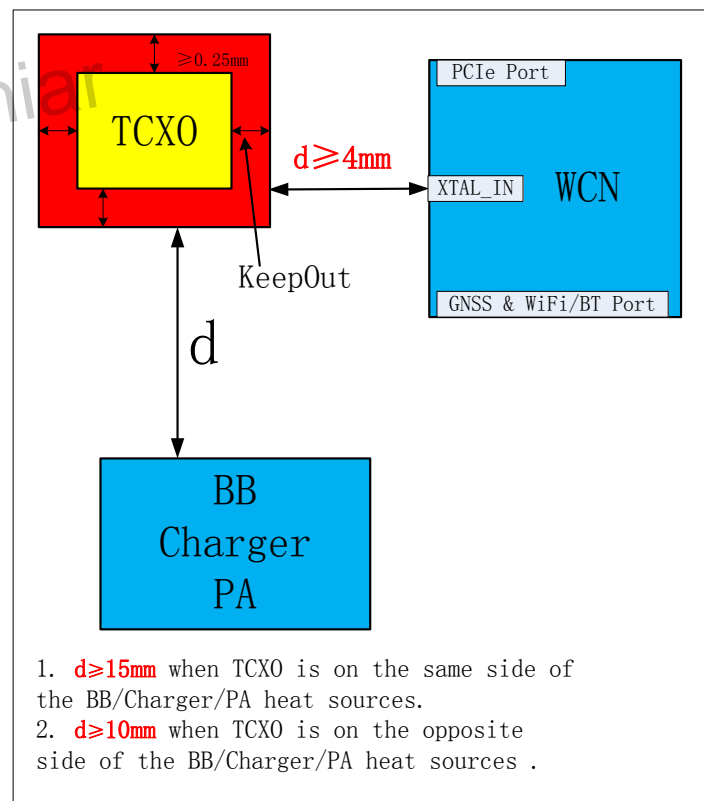 ≥0.25mm
TCXO
d≥4mm
PCIe Port
XTAL_IN
WCN
KeepOut
GNSS & WiFi/BT Port
d
BB
Charger
PA
1. d≥15mm when TCXO is on the same side of
the BB/Charger/PA heat sources.
2. d≥10mm when TCXO is on the opposite
side of the BB/Charger/PA heat sources .